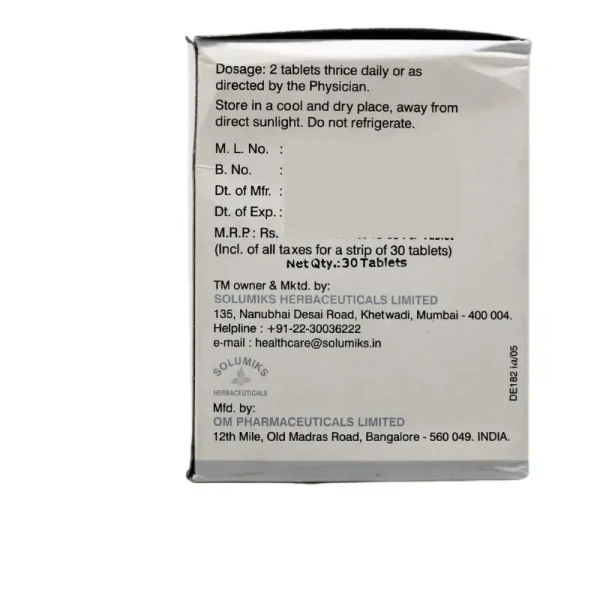 Dosage: 2 tablets thrice daily or as
directed by the Physician.
Store in a cool and dry place, away from
direct sunlight. Do not refrigerate.
M. L. No. :
B. No. :
Dt. of Mfr. :
Dt. of Exp. :
M.R.P.: Rs. Per Tablet
(Incl. of all taxes for a strip of 30 tablets)
Net Qty.:30 Tablets
TM owner & Mktd. by:
SOLUMIKS HERBACEUTICALS LIMITED
135, Nanubhai Desai Road, Khetwadi, Mumbai - 400 004.
Helpline : +91-22-30036222
e-mail : healthcare@solumiks.in
SOLUMIKS
HERBACEUTICALS
Mfd. by:
OM PHARMACEUTICALS LIMITED
12th Mile, Old Madras Road, Bangalore - 560 049. INDIA.
DE182 id/05